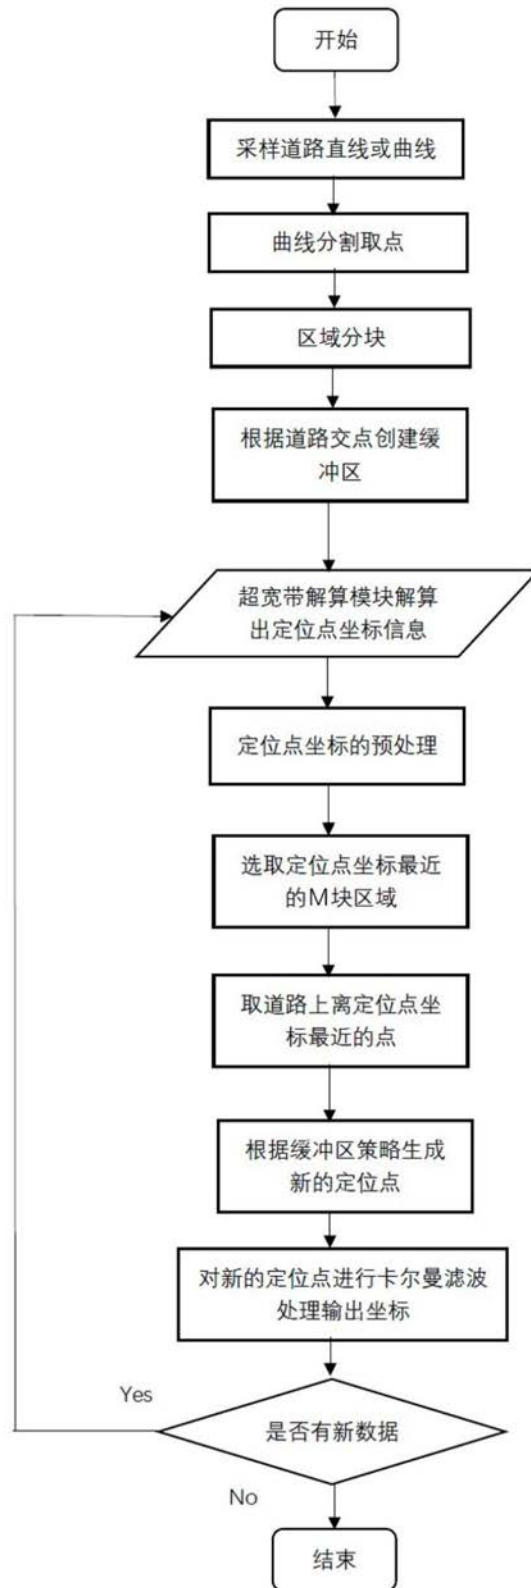 开始
采样道路直线或曲线
曲线分割取点
区域分块
根据道路交点创建缓
冲区
超宽带解算模块解算
出定位点坐标信息
定位点坐标的预处理
选取定位点坐标最近
的M块区域
取道路上离定位点坐
标最近的点
根据缓冲区策略生成
新的定位点
对新的定位点进行卡尔曼滤波
处理输出坐标
Yes
是否有新数据
No
结束